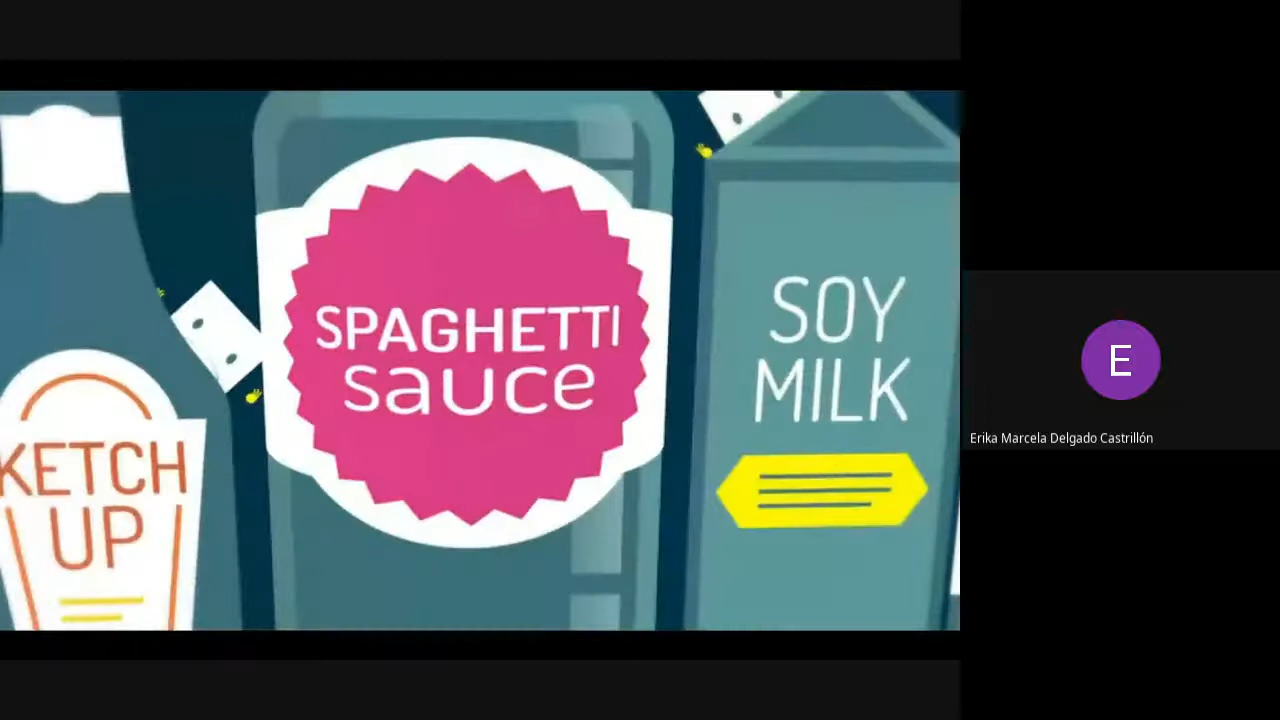 KETCH
UP
SPAGHETTI
sauce
SOY
MILK
E
Erika Marcela Delgado Castrillón